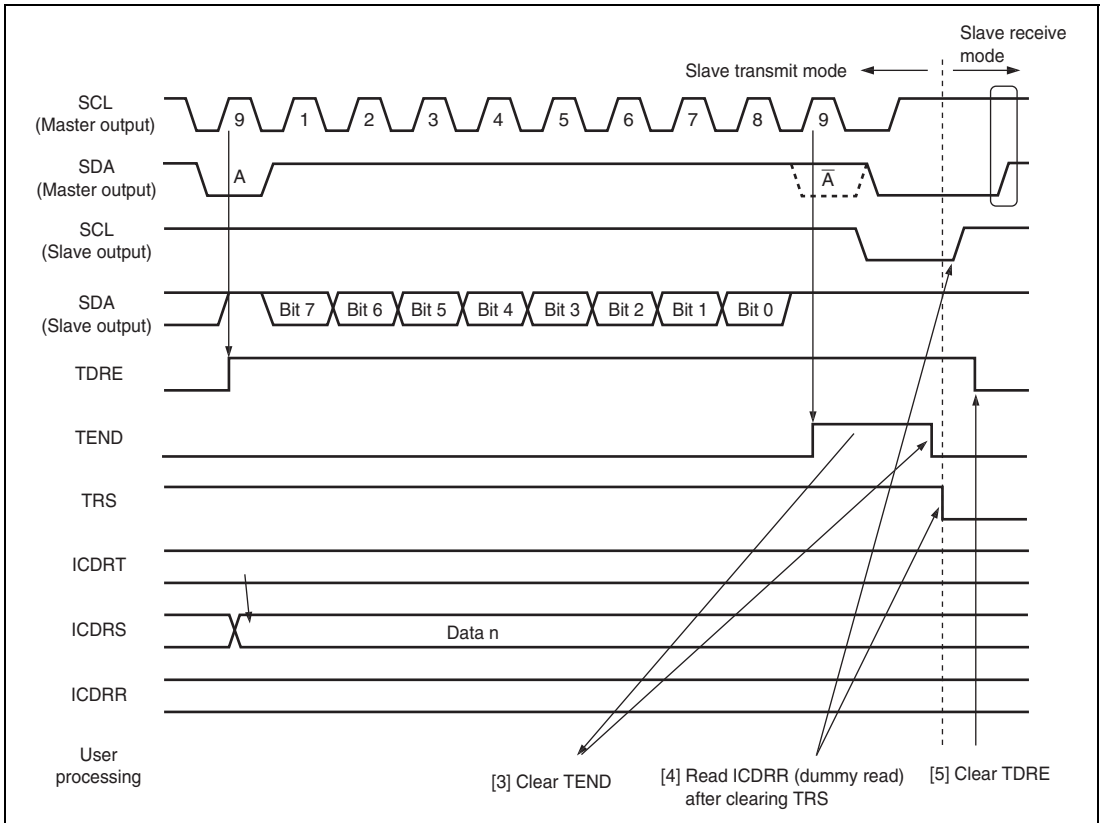 Slave receive
mode
Slave transmit mode
SCL
(Master output)
9 1 2 3 4 5 6 7 8 9
SDA
(Master output)
A A̅
SCL
(Slave output)
SDA
(Slave output)
Bit 7 Bit 6 Bit 5 Bit 4 Bit 3 Bit 2 Bit 1 Bit 0
TDRE
TEND
TRS
ICDRT
ICDRS
Data n
ICDRR
User
processing
[3] Clear TEND
[4] Read ICDRR (dummy read)
after clearing TRS
[5] Clear TDRE